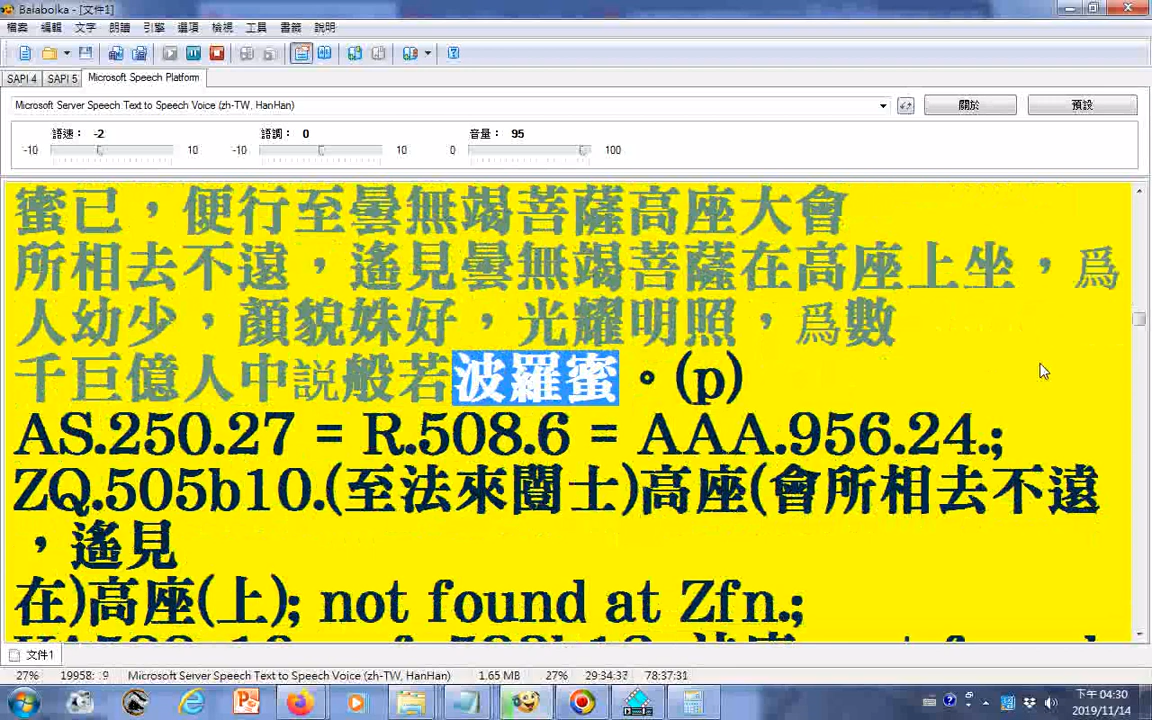 Balabolka - [文件1]
檔案 編輯 文字 朗讀 引擎 選項 檢視 工具 書籤 說明
SAPI 4 SAPI 5 Microsoft Speech Platform
Microsoft Server Speech Text to Speech Voice (zh-TW, HanHan) 關於 預設
語速： -2 語調： 0 音量： 95
-10 10 -10 10 0 100
蜜已，便行至曇無竭菩薩高座大會
所相去不遠，遙見曇無竭菩薩在高座上坐，爲
人幼少，顏貌姝好，光耀明照，爲數
千巨億人中説般若波羅蜜。(p)
AS.250.27 = R.508.6 = AAA.956.24.;
ZQ.505b10.(至法來闓士)高座(會所相去不遠
，遙見
在)高座(上); not found at Zfn.;
文件1
27% Microsoft Server Speech Text to Speech Voice (zh-TW, HanHan) 1.65 MB 27% 29:34:37 78:37:31
下午 04:30
2019/11/14